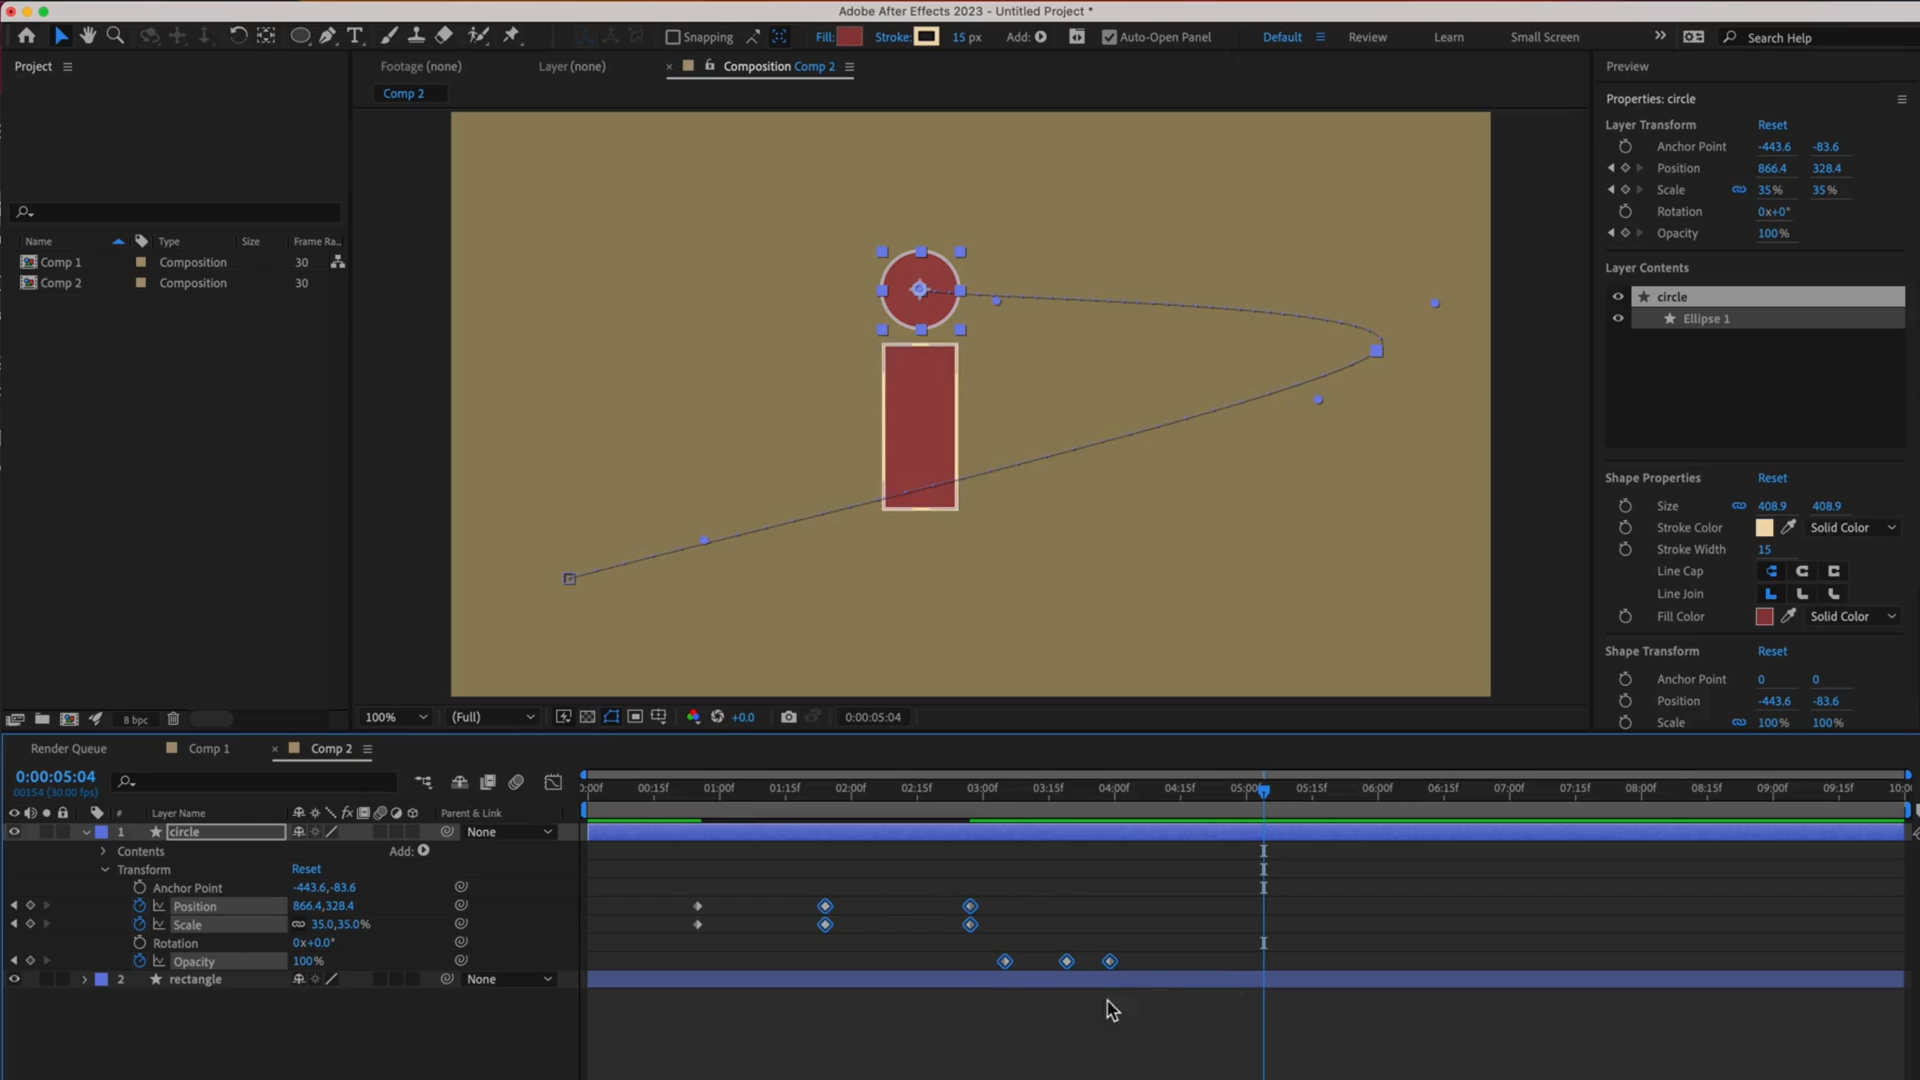 Adobe After Effects 2023 - Untitled Project *
Snapping
Fill:
Stroke:
15 px
Add:
Auto-Open Panel
Default
Review
Learn
Small Screen
Search Help
Project
Footage (none)
Layer (none)
Composition Comp 2
Comp 2
Name
Type
Size
Frame Ra...
Comp 1
Composition
30
Comp 2
Composition
30
8 bpc
100%
(Full)
+0.0
0:00:05:04
Preview
Properties: circle
Layer Transform
Reset
Anchor Point
-443.6
-83.6
Position
866.4
328.4
Scale
35%
35%
Rotation
0x+0°
Opacity
100%
Layer Contents
circle
Ellipse 1
Shape Properties
Reset
Size
408.9
408.9
Stroke Color
Solid Color
Stroke Width
15
Line Cap
Line Join
Fill Color
Solid Color
Shape Transform
Reset
Anchor Point
0
0
Position
-443.6
-83.6
Scale
100%
100%
Render Queue
Comp 1
Comp 2
0:00:05:04
00154 (30.00 fps)
:00f
00:15f
01:00f
01:15f
02:00f
02:15f
03:00f
03:15f
04:00f
04:15f
05:00f
05:15f
06:00f
06:15f
07:00f
07:15f
08:00f
08:15f
09:00f
09:15f
10:0
#
Layer Name
fx
Parent & Link
1
circle
None
Contents
Add:
Transform
Reset
Anchor Point
-443.6,-83.6
Position
866.4,328.4
Scale
35.0,35.0%
Rotation
0x+0.0°
Opacity
100%
2
rectangle
None